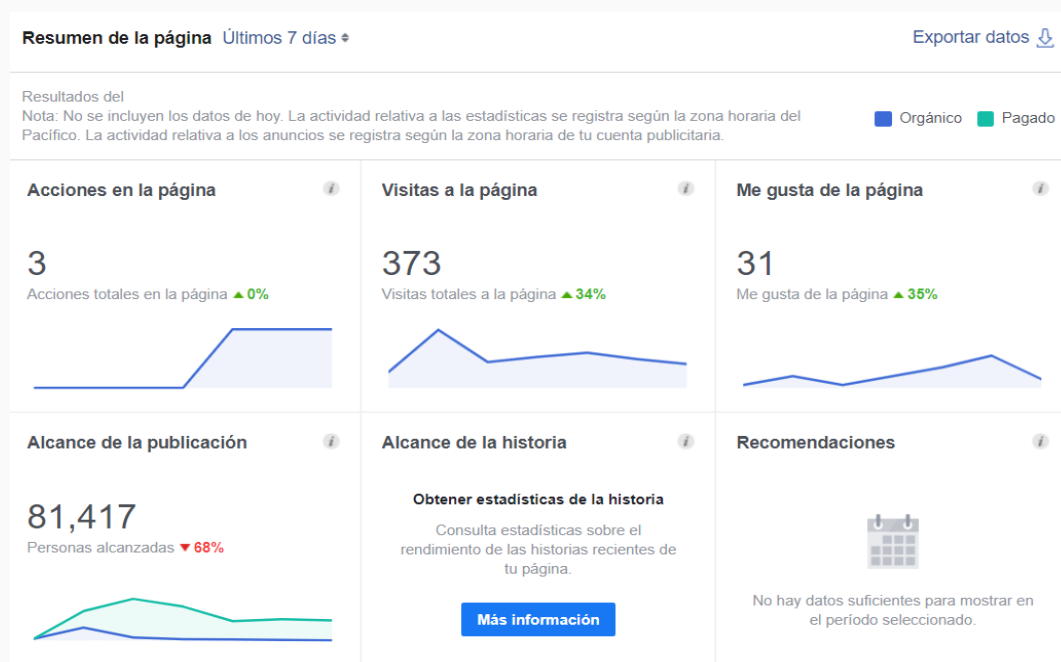 Resumen de la página Últimos 7 días
Exportar datos
Resultados del
Nota: No se incluyen los datos de hoy. La actividad relativa a las estadísticas se registra según la zona horaria del
Pacífico. La actividad relativa a los anuncios se registra según la zona horaria de tu cuenta publicitaria.
Orgánico Pagado
Acciones en la página
3
Acciones totales en la página 0%
Visitas a la página
373
Visitas totales a la página 34%
Me gusta de la página
31
Me gusta de la página 35%
Alcance de la publicación
81,417
Personas alcanzadas 68%
Alcance de la historia
Obtener estadísticas de la historia
Consulta estadísticas sobre el
rendimiento de las historias recientes de
tu página.
Más información
Recomendaciones
No hay datos suficientes para mostrar en
el período seleccionado.